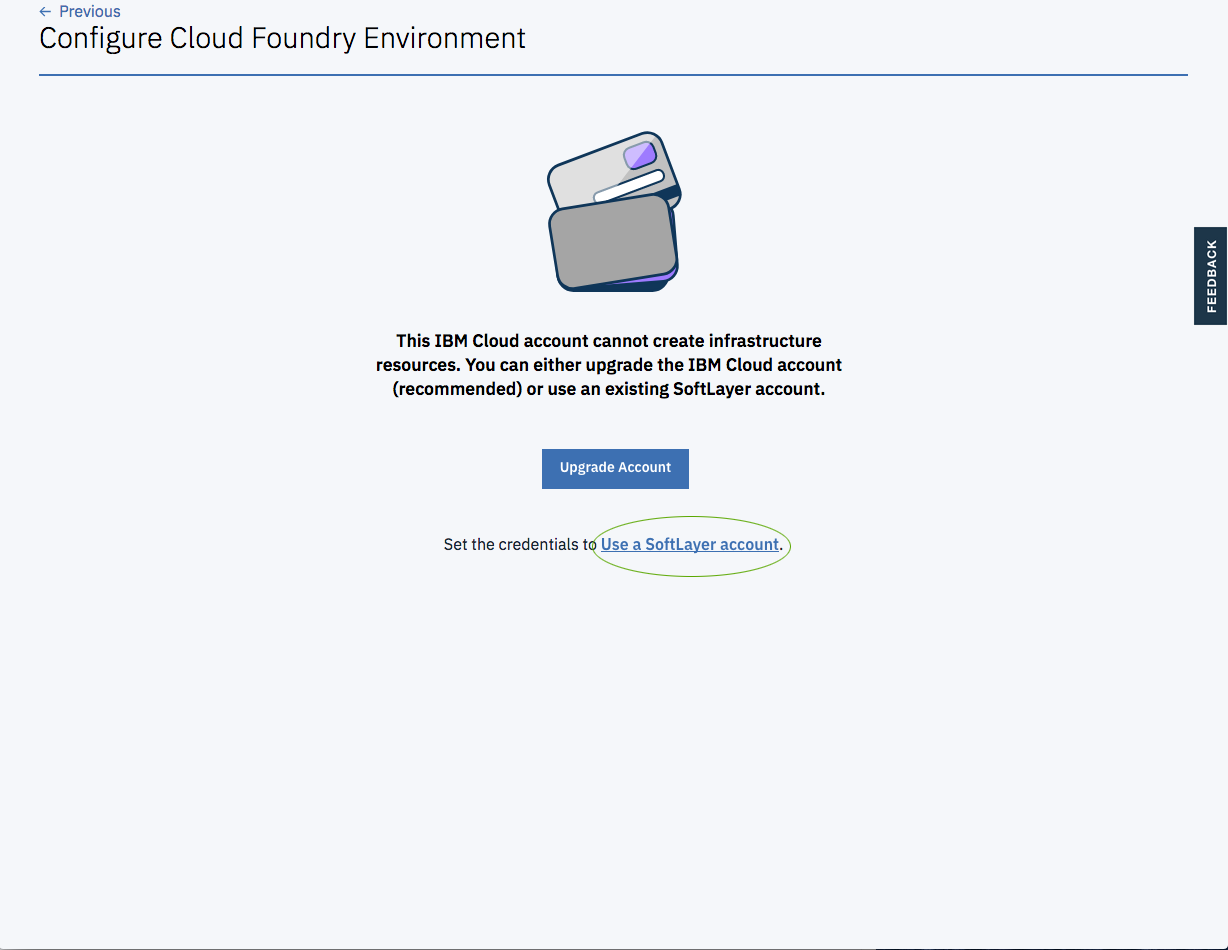 ← Previous
Configure Cloud Foundry Environment
FEEDBACK
This IBM Cloud account cannot create infrastructure
resources. You can either upgrade the IBM Cloud account
(recommended) or use an existing SoftLayer account.
Upgrade Account
Set the credentials to Use a SoftLayer account.